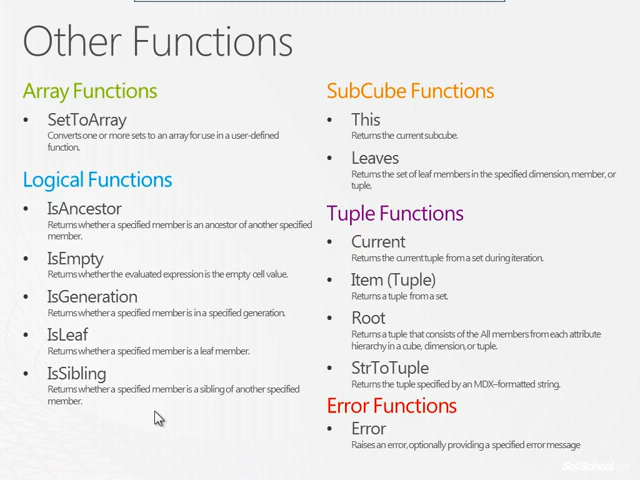 Other Functions
Array Functions
• SetToArray
Converts one or more sets to an array for use in a user-defined
function.
Logical Functions
• IsAncestor
Returns whether a specified member is an ancestor of another specified
member.
• IsEmpty
Returns whether the evaluated expression is the empty cell value.
• IsGeneration
Returns whether a specified member is in a specified generation.
• IsLeaf
Returns whether a specified member is a leaf member.
• IsSibling
Returns whether a specified member is a sibling of another specified
member.
SubCube Functions
• This
Returns the current subcube.
• Leaves
Returns the set of leaf members in the specified dimension, member, or
tuple.
Tuple Functions
• Current
Returns the current tuple from a set during iteration.
• Item (Tuple)
Returns a tuple from a set.
• Root
Returns a tuple that consists of the All members from each attribute
hierarchy in a cube, dimension, or tuple.
• StrToTuple
Returns the tuple specified by an MDX–formatted string.
Error Functions
• Error
Raises an error, optionally providing a specified error message